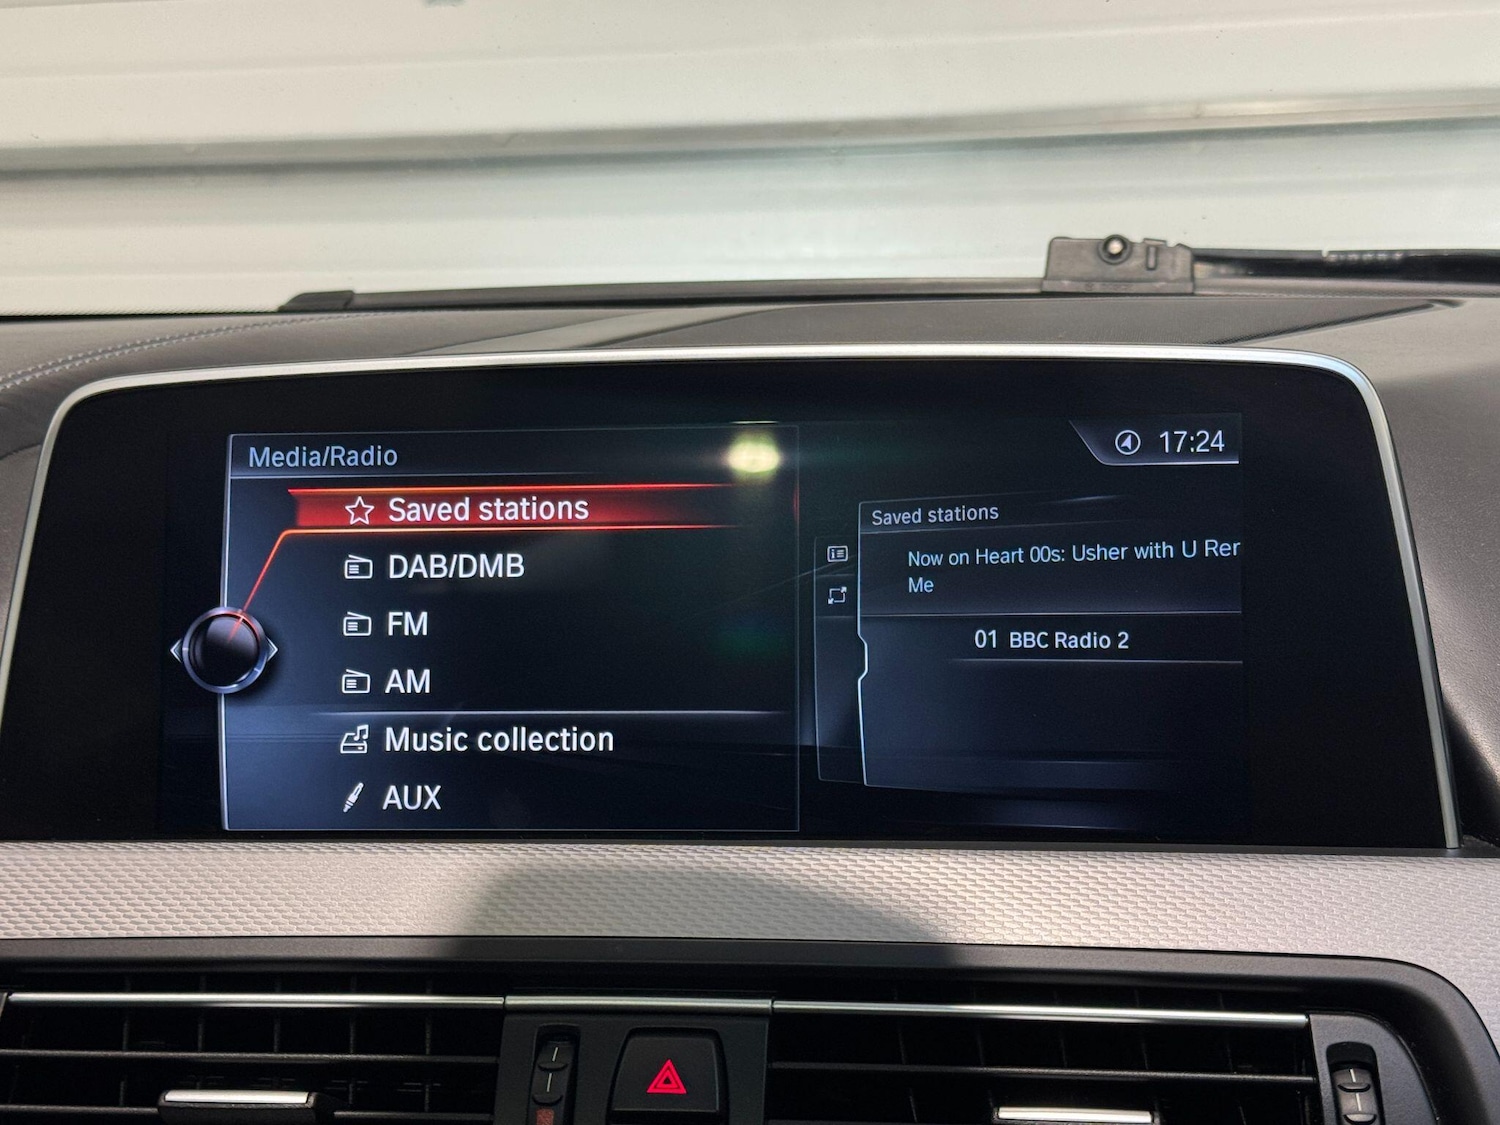 Media/Radio
17:24
Saved stations
DAB/DMB
FM
AM
Music collection
AUX
Saved stations
Now on Heart 00s: Usher with U Rer
Me
01 BBC Radio 2